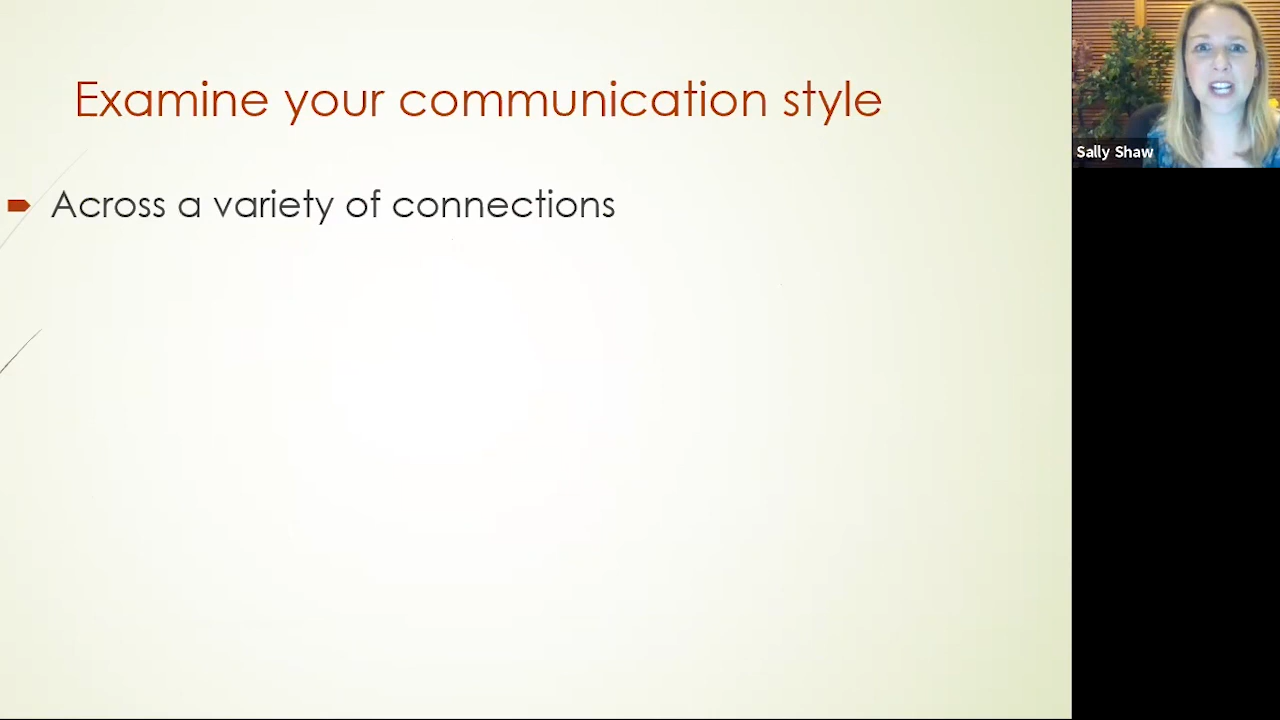 Examine your communication style
Across a variety of connections
Sally Shaw